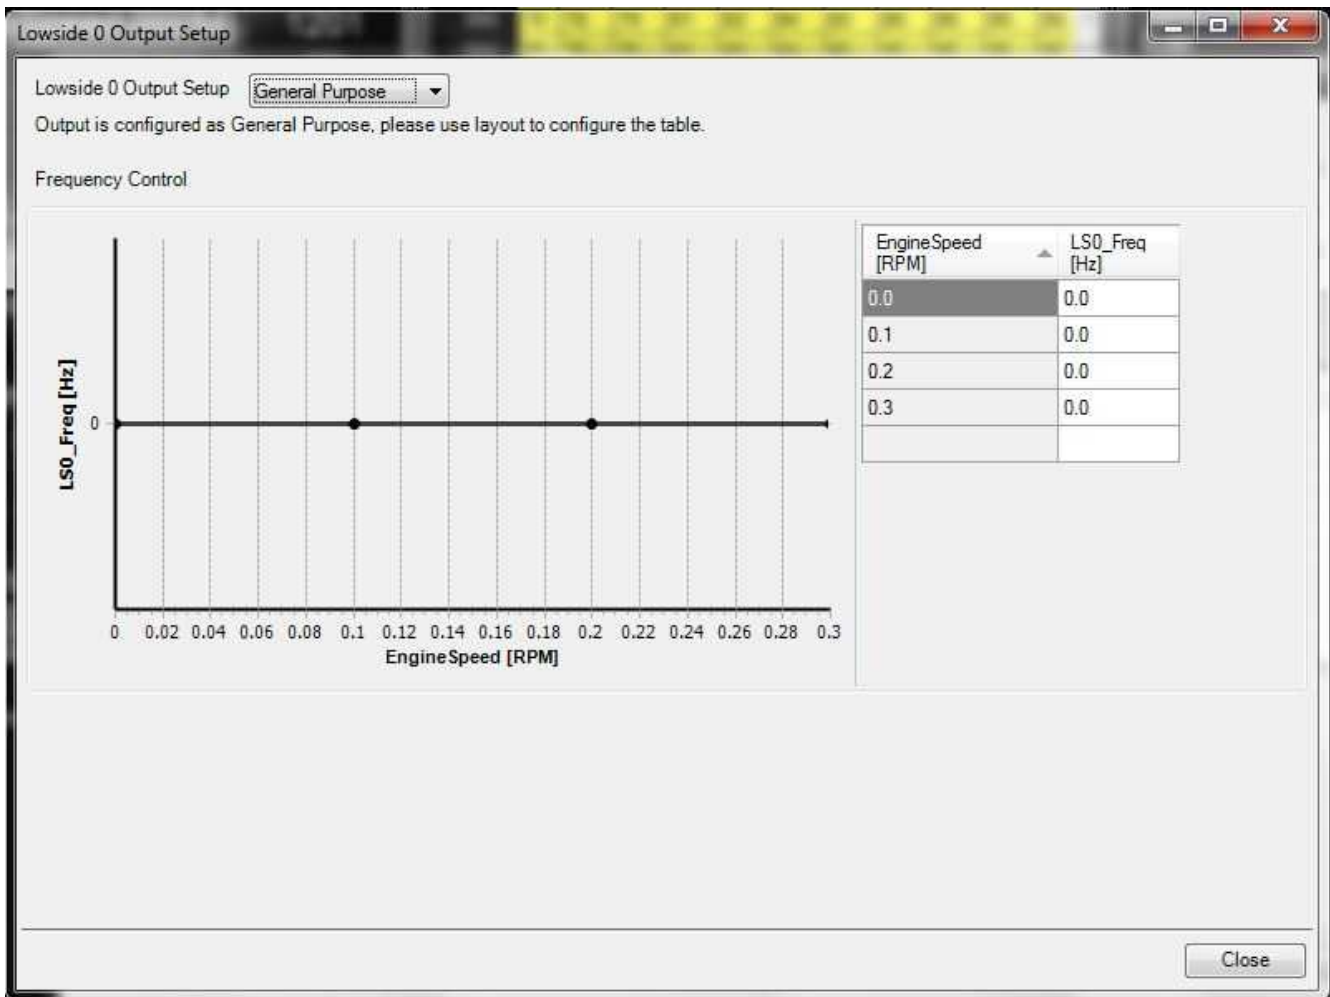 Lowside 0 Output Setup
Lowside 0 Output Setup General Purpose
Output is configured as General Purpose, please use layout to configure the table.
Frequency Control
EngineSpeed [RPM] LS0_Freq [Hz]
0.0 0.0
0.1 0.0
0.2 0.0
0.3 0.0
LS0_Freq [Hz]
0
0 0.02 0.04 0.06 0.08 0.1 0.12 0.14 0.16 0.18 0.2 0.22 0.24 0.26 0.28 0.3
EngineSpeed [RPM]
Close